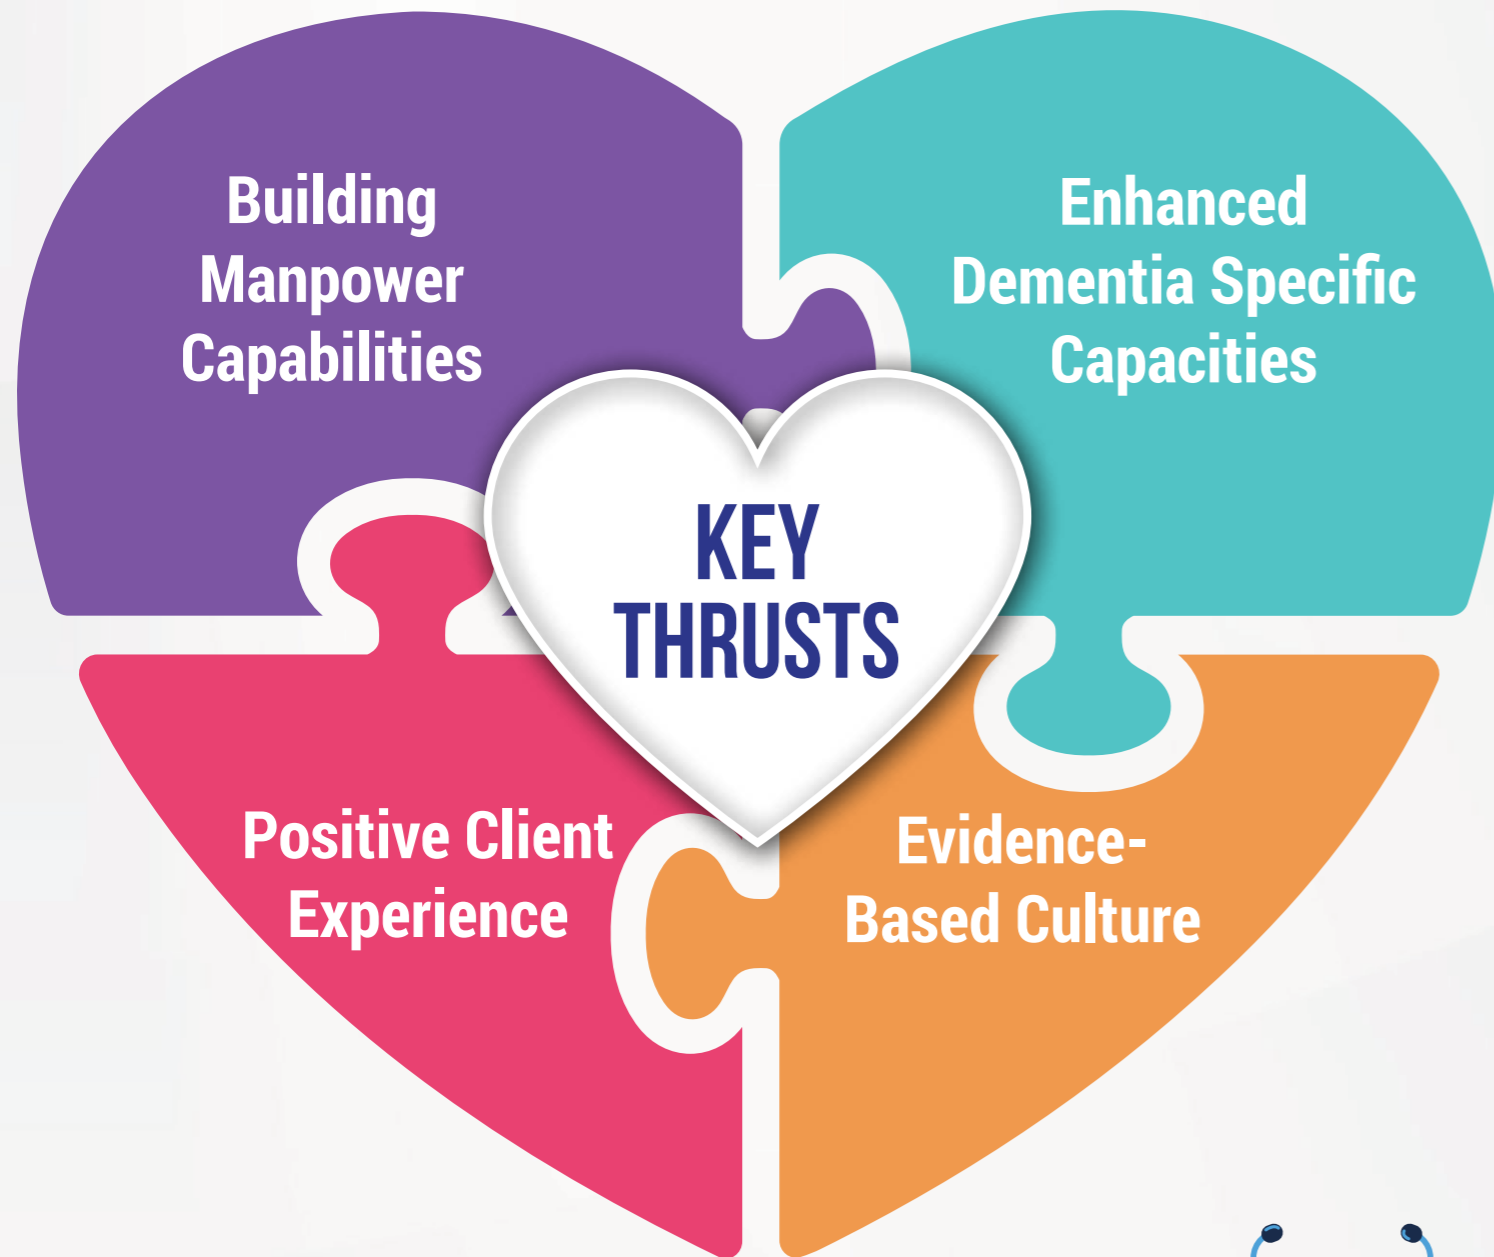 Building
Manpower
Capabilities
Enhanced
Dementia Specific
Capacities
KEY
THRUSTS
Positive Client
Experience
Evidence-
Based Culture